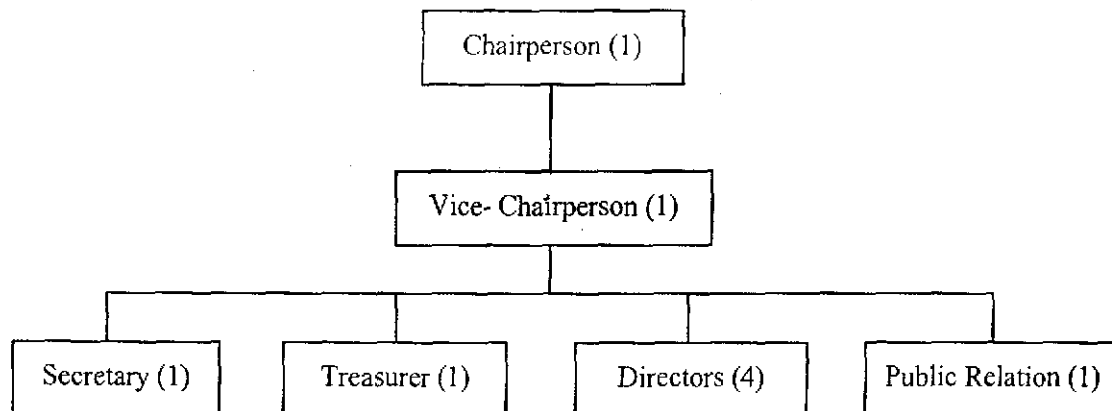 Chairperson (1)
Vice- Chairperson (1)
Secretary (1)
Treasurer (1)
Directors (4)
Public Relation (1)